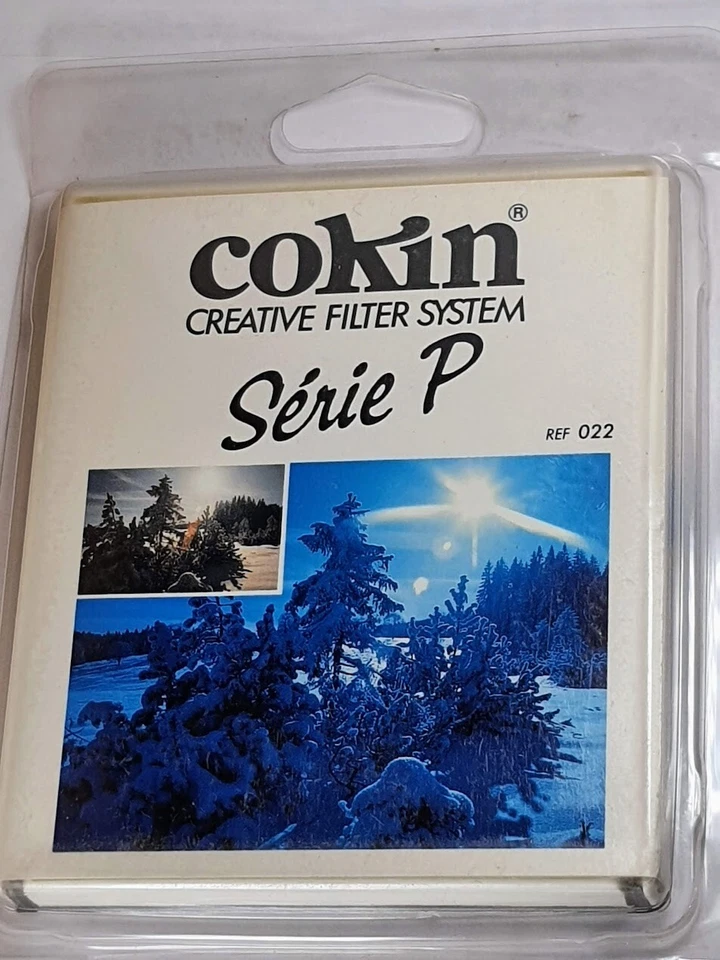 cokin®
CREATIVE FILTER SYSTEM
Série P
REF 022